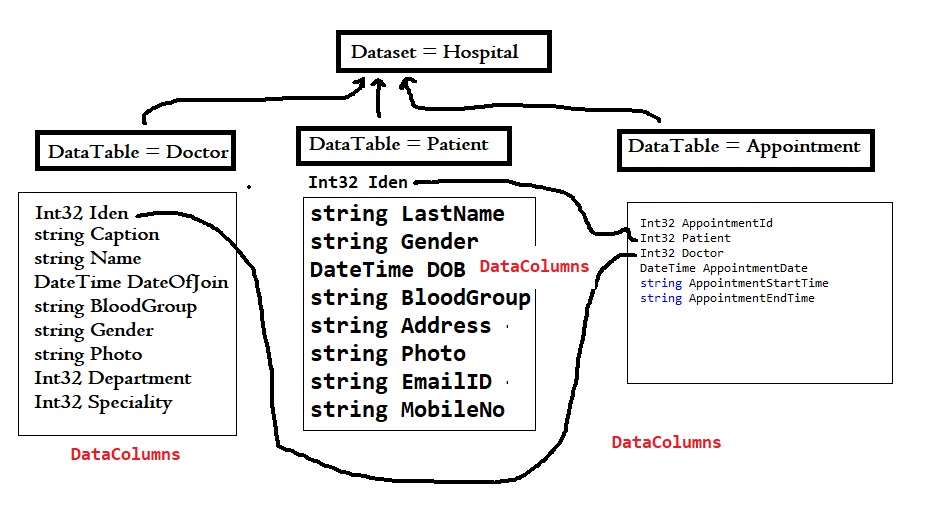 Dataset = Hospital
DataTable = Doctor
Int32 Iden
string Caption
string Name
DateTime DateOfJoin
string BloodGroup
string Gender
string Photo
Int32 Department
Int32 Speciality
DataColumns
DataTable = Patient
Int32 Iden
string LastName
string Gender
DateTime DOB
DataColumns
string BloodGroup
string Address
string Photo
string EmailID
string MobileNo
DataTable = Appointment
Int32 AppointmentId
Int32 Patient
Int32 Doctor
DateTime AppointmentDate
string AppointmentStartTime
string AppointmentEndTime
DataColumns